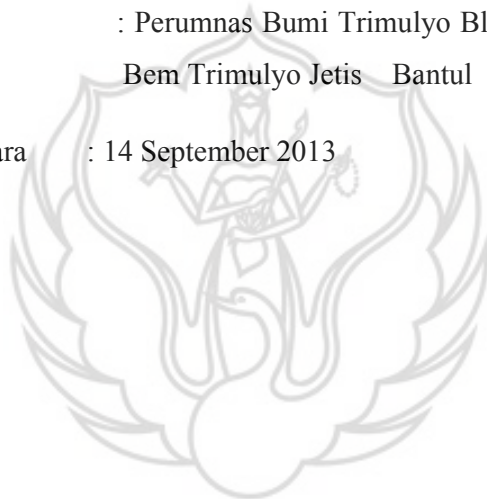 : Perumnas Bumi Trimulyo Bl
Bem Trimulyo Jetis Bantul
ara : 14 September 2013